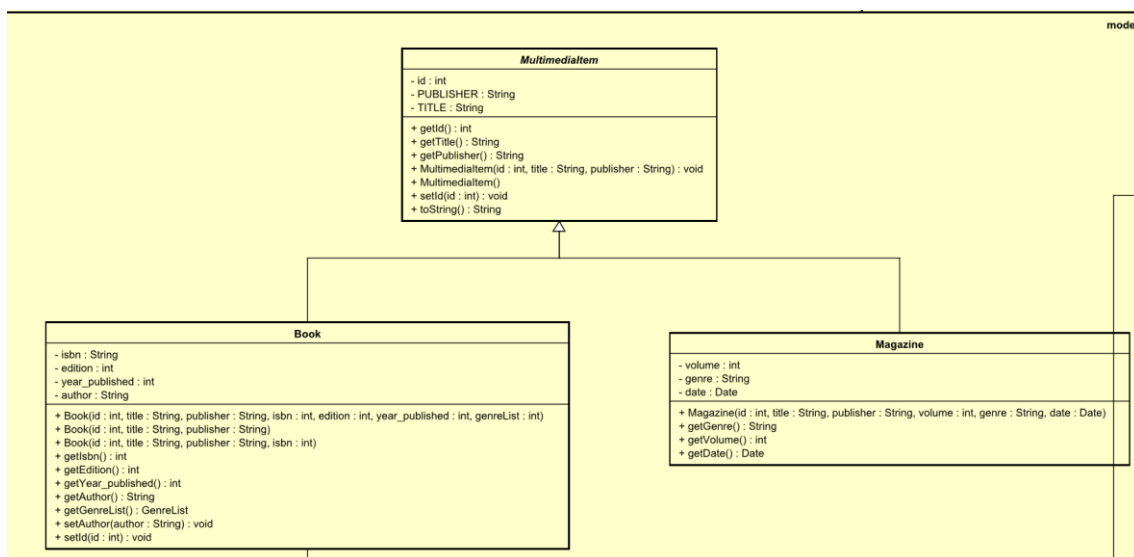 mode
MultimediaItem
- id : int
- PUBLISHER : String
- TITLE : String
+ getId() : int
+ getTitle() : String
+ getPublisher() : String
+ MultimediaItem(id : int, title : String, publisher : String) : void
+ MultimediaItem()
+ setId(id : int) : void
+ toString() : String
Book
- isbn : String
- edition : int
- year_published : int
- author : String
+ Book(id : int, title : String, publisher : String, isbn : int, edition : int, year_published : int, genreList : int)
+ Book(id : int, title : String, publisher : String)
+ Book(id : int, title : String, publisher : String, isbn : int)
+ getIsbn() : int
+ getEdition() : int
+ getYear_published() : int
+ getAuthor() : String
+ getGenreList() : GenreList
+ setAuthor(author : String) : void
+ setId(id : int) : void
Magazine
- volume : int
- genre : String
- date : Date
+ Magazine(id : int, title : String, publisher : String, volume : int, genre : String, date : Date)
+ getGenre() : String
+ getVolume() : int
+ getDate() : Date